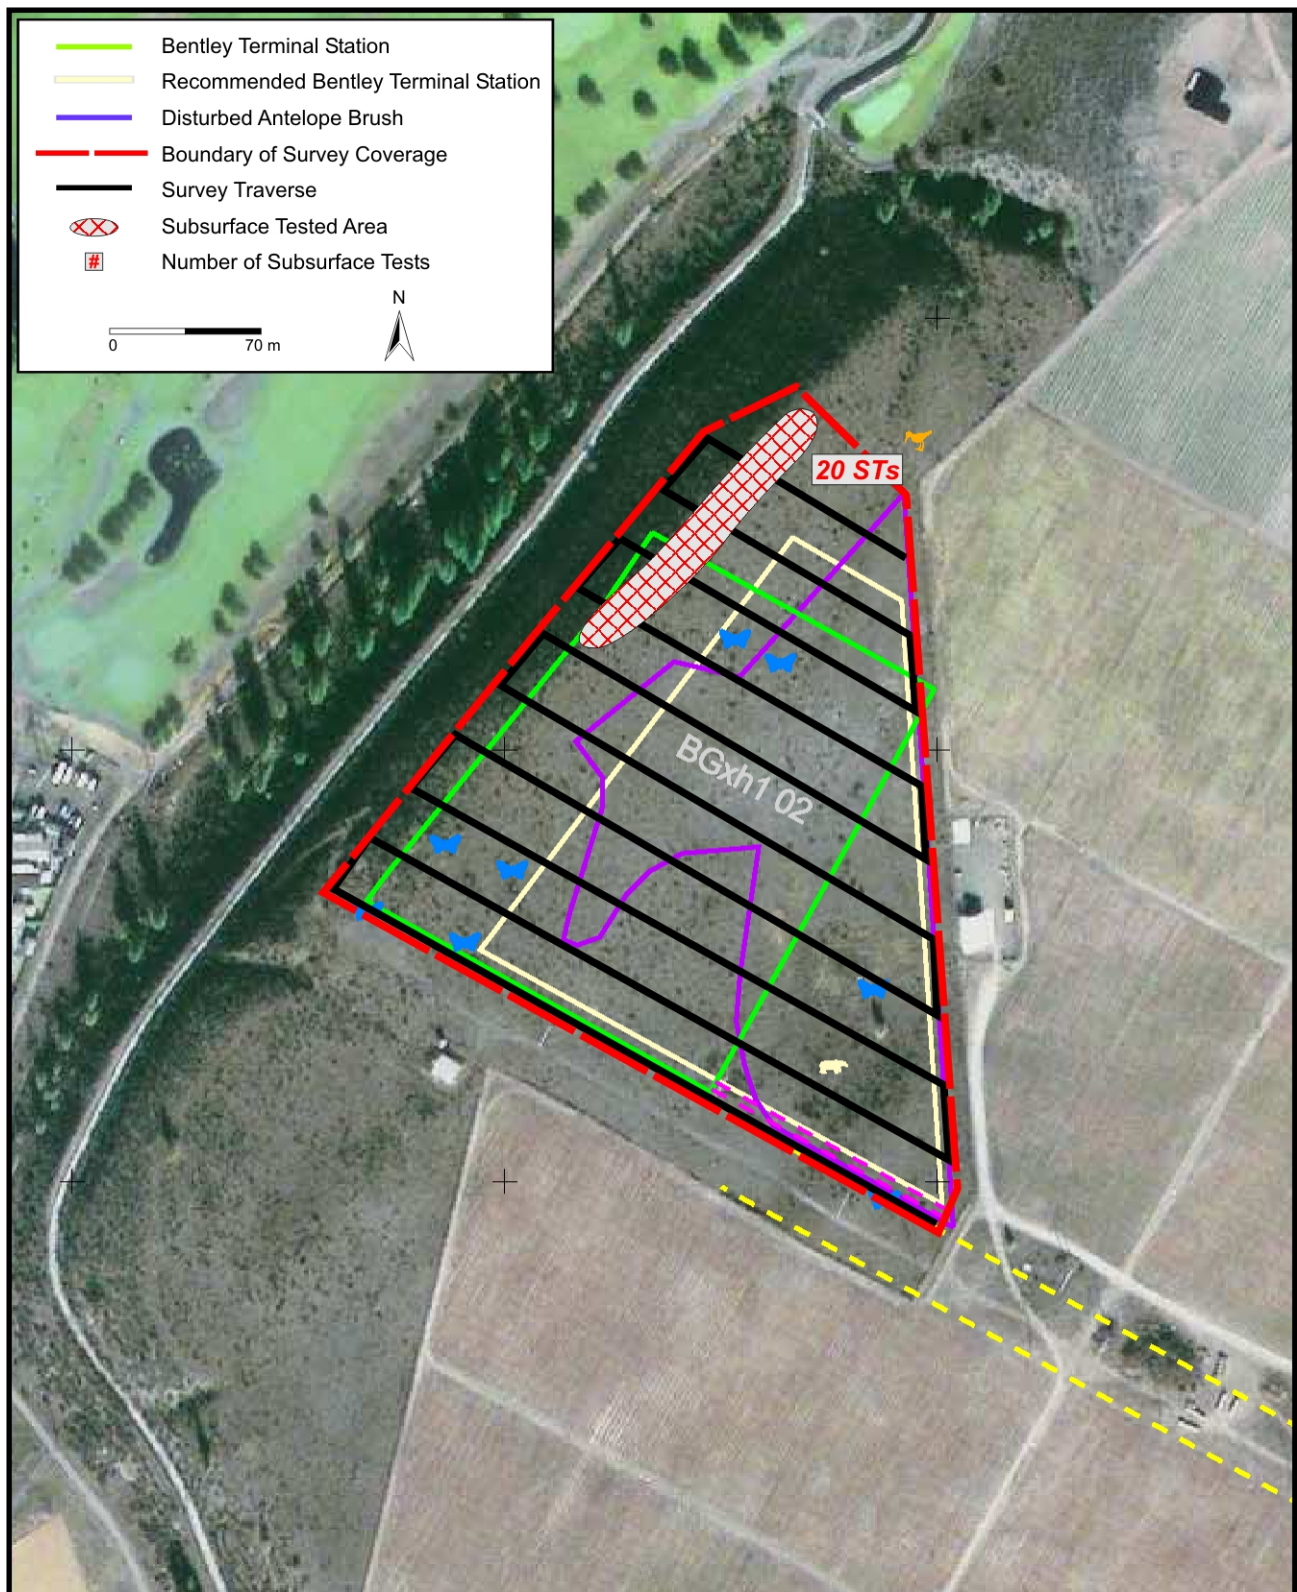 Bentley Terminal Station
Recommended Bentley Terminal Station
Disturbed Antelope Brush
Boundary of Survey Coverage
Survey Traverse
Subsurface Tested Area
# Number of Subsurface Tests
N
0 70 m
20 STs
BGxh1 02